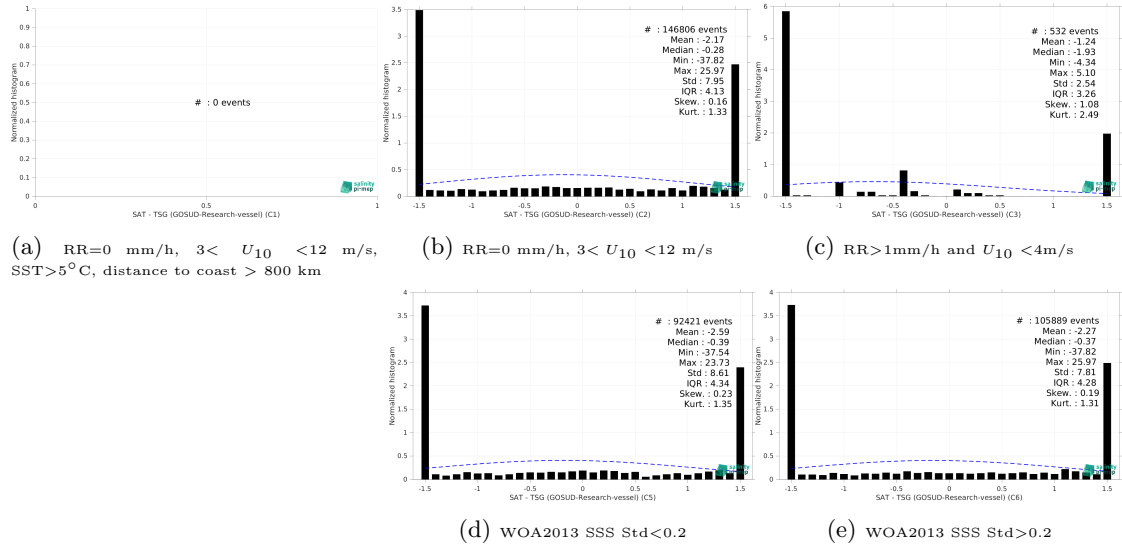 1
0.9
0.8
0.7
0.6
0.5
0.4
0.3
0.2
0.1
0
Normalized histogram
# : 0 events
salinity
pi-mep
0 0.5 1
SAT - TSG (GOSUD-Research-vessel) (C1)
(a) RR=0 mm/h, 3< U10 <12 m/s,
SST>5°C, distance to coast > 800 km
3.5
3
2.5
2
1.5
1
0.5
0
Normalized histogram
# : 146806 events
Mean : -2.17
Median : -0.28
Min : -37.82
Max : 25.97
Std : 7.95
IQR : 4.13
Skew. : 0.16
Kurt. : 1.33
salinity
pi-mep
-1.5 -1 -0.5 0 0.5 1 1.5
SAT - TSG (GOSUD-Research-vessel) (C2)
(b) RR=0 mm/h, 3< U10 <12 m/s
6
5
4
3
2
1
0
Normalized histogram
# : 532 events
Mean : -1.24
Median : -1.93
Min : -4.34
Max : 5.10
Std : 2.54
IQR : 3.26
Skew. : 1.08
Kurt. : 2.49
salinity
pi-mep
-1.5 -1 -0.5 0 0.5 1 1.5
SAT - TSG (GOSUD-Research-vessel) (C3)
(c) RR>1mm/h and U10 <4m/s
4
3.5
3
2.5
2
1.5
1
0.5
0
Normalized histogram
# : 92421 events
Mean : -2.59
Median : -0.39
Min : -37.54
Max : 23.73
Std : 8.61
IQR : 4.34
Skew. : 0.23
Kurt. : 1.35
salinity
pi-mep
-1.5 -1 -0.5 0 0.5 1 1.5
SAT - TSG (GOSUD-Research-vessel) (C5)
(d) WOA2013 SSS Std<0.2
4
3.5
3
2.5
2
1.5
1
0.5
0
Normalized histogram
# : 105889 events
Mean : -2.27
Median : -0.37
Min : -37.82
Max : 25.97
Std : 7.81
IQR : 4.28
Skew. : 0.19
Kurt. : 1.31
salinity
pi-mep
-1.5 -1 -0.5 0 0.5 1 1.5
SAT - TSG (GOSUD-Research-vessel) (C6)
(e) WOA2013 SSS Std>0.2